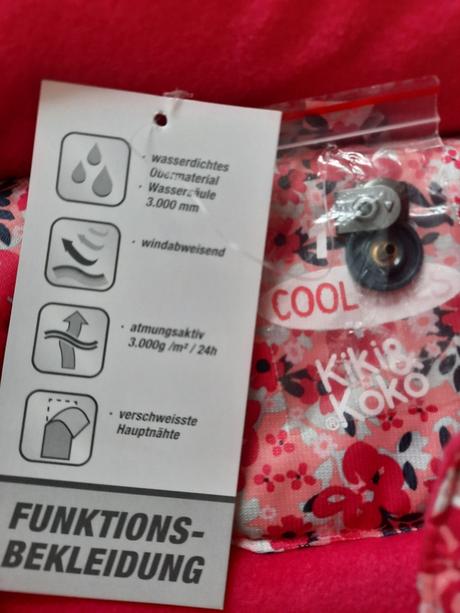 wasserdichtes
Obermaterial
Wassersäule
3.000 mm
windabweisend
atmungsaktiv
3.000g /m² / 24h
verschweisste
Hauptnähte
FUNKTIONS-
BEKLEIDUNG
COOL
Kiki&
®Koko